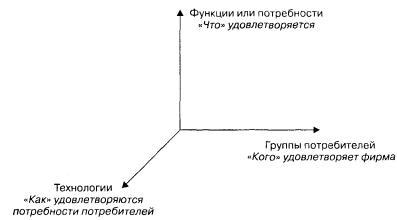 Функции или потребности
«Что» удовлетворяется
Группы потребителей
«Кого» удовлетворяет фирма
Технологии
«Как» удовлетворяются
потребности потребителей